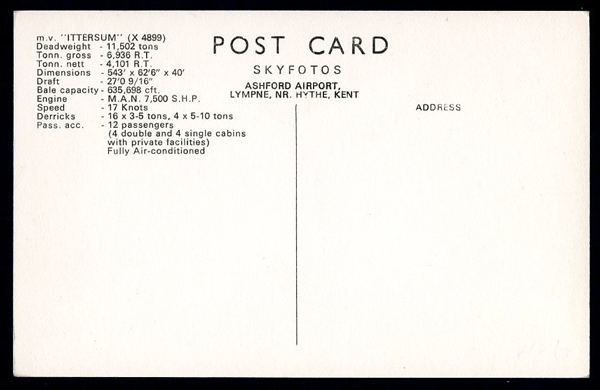 m.v. "ITTERSUM" (X 4899)
Deadweight - 11,502 tons
Tonn. gross - 6,936 R.T.
Tonn. nett - 4,101 R.T.
Dimensions - 543' x 62'6" x 40'
Draft - 27'0 9/16"
Bale capacity - 635,698 cft.
Engine - M.A.N. 7,500 S.H.P.
Speed - 17 Knots
Derricks - 16 x 3-5 tons, 4 x 5-10 tons
Pass. acc. - 12 passengers
(4 double and 4 single cabins
with private facilities)
Fully Air-conditioned
POST CARD
SKYFOTOS
ASHFORD AIRPORT,
LYMPNE, NR. HYTHE, KENT
ADDRESS